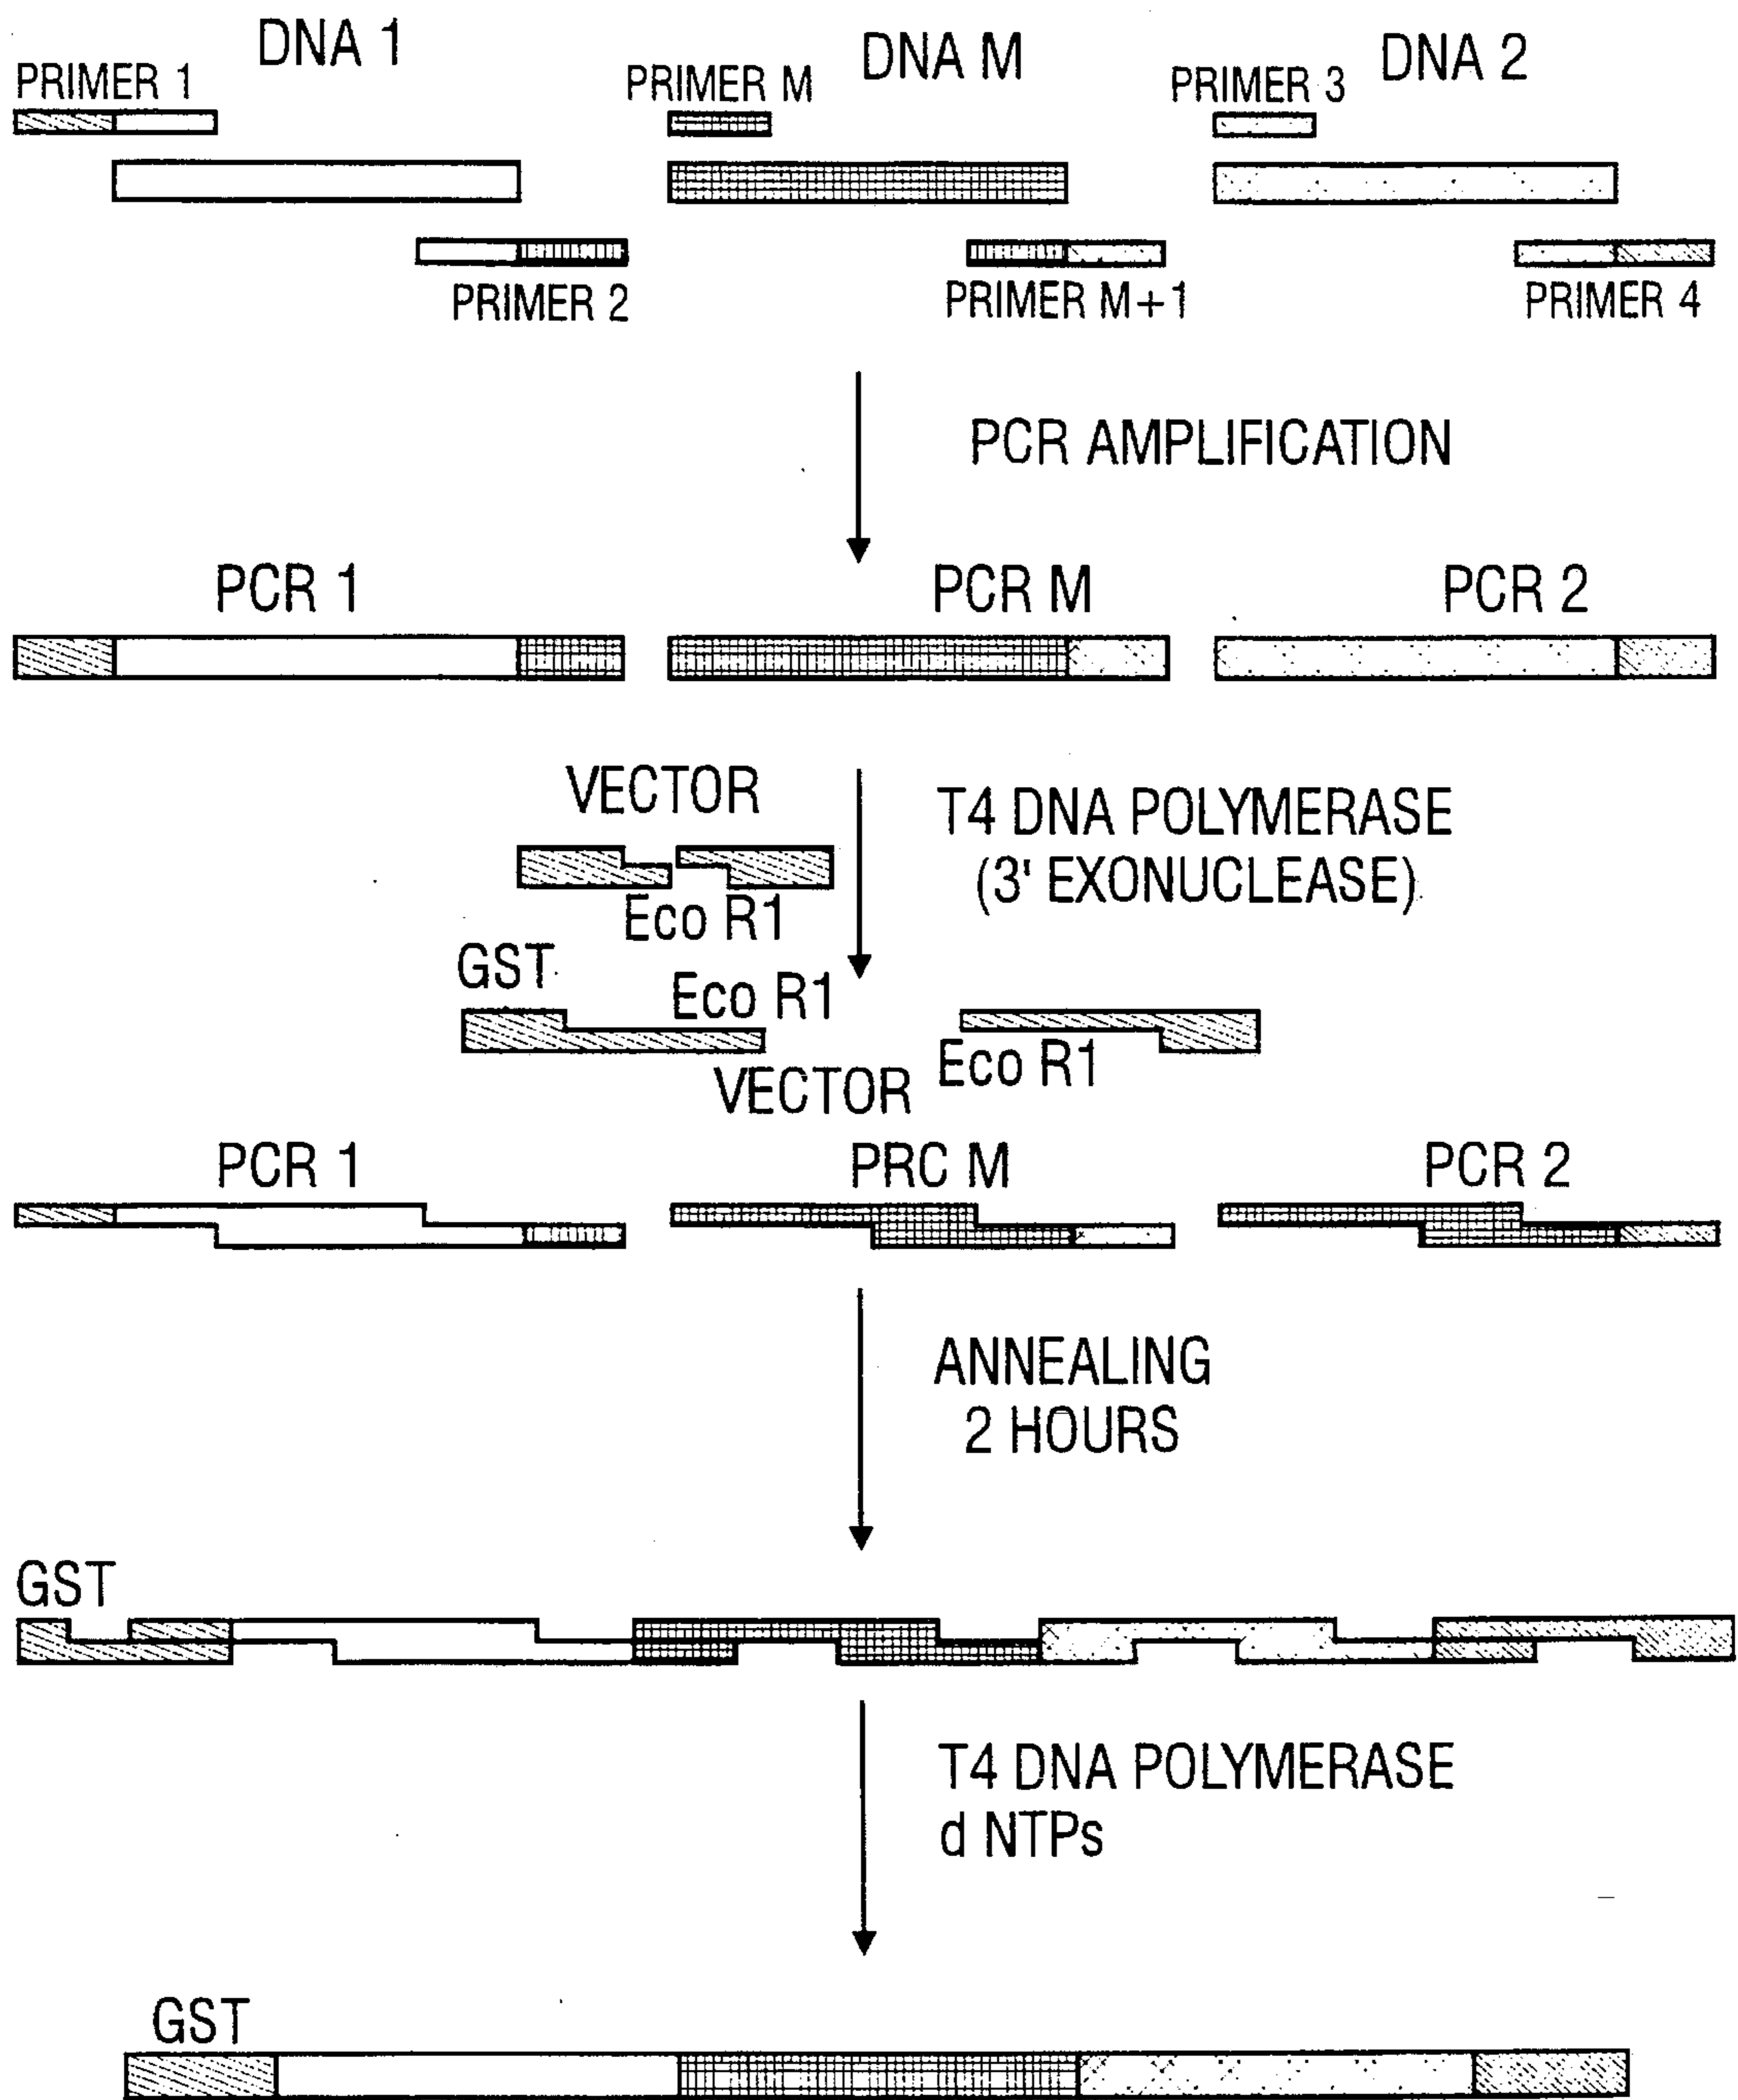 DNA 1
DNA M
DNA 2
PRIMER 1
PRIMER M
PRIMER 3
PRIMER 2
PRIMER M+1
PRIMER 4
PCR AMPLIFICATION
PCR 1
PCR M
PCR 2
VECTOR
T4 DNA POLYMERASE
(3' EXONUCLEASE)
Eco R1
GST
Eco R1
Eco R1
VECTOR
PCR 1
PRC M
PCR 2
ANNEALING
2 HOURS
GST
T4 DNA POLYMERASE
d NTPs
GST